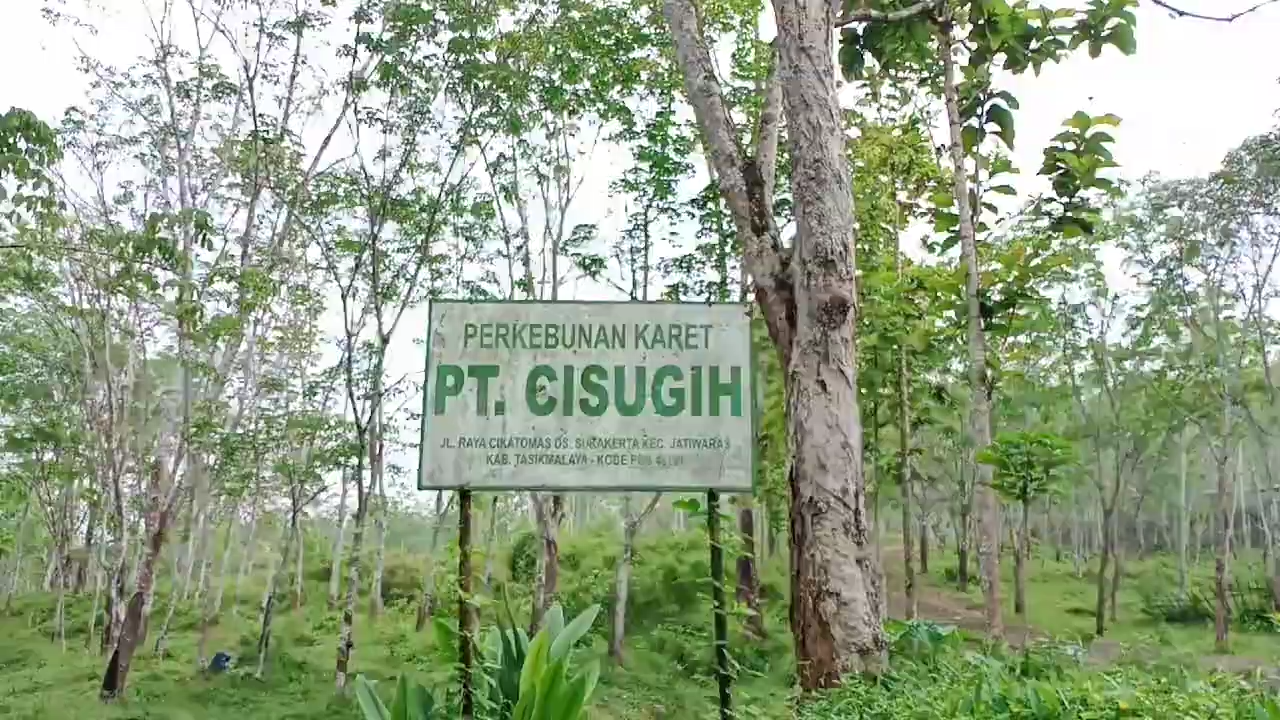 PERKEBUNAN KARET
PT. CISUGIH
JL. RAYA CIKATOMAS DS. SUKAKERTA KEC. JATIWARAS
KAB. TASIKMALAYA - KODE POS